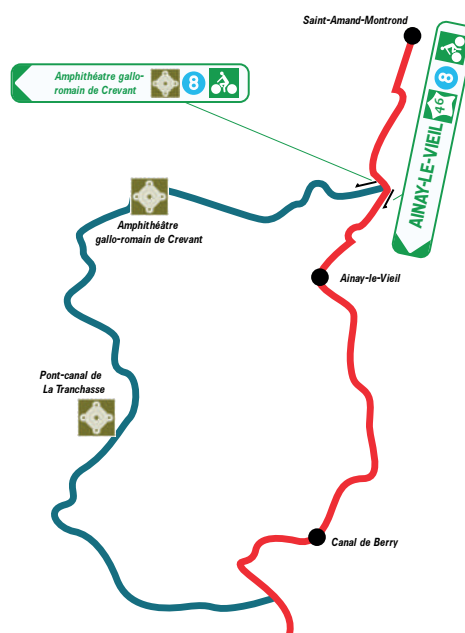 Saint-Amand-Montrond
Amphithéatre gallo-
romain de Crevant
8
8
46
AINAY-LE-VIEIL
Amphithéâtre
gallo-romain de Crevant
Ainay-le-Vieil
Pont-canal de
La Tranchasse
Canal de Berry